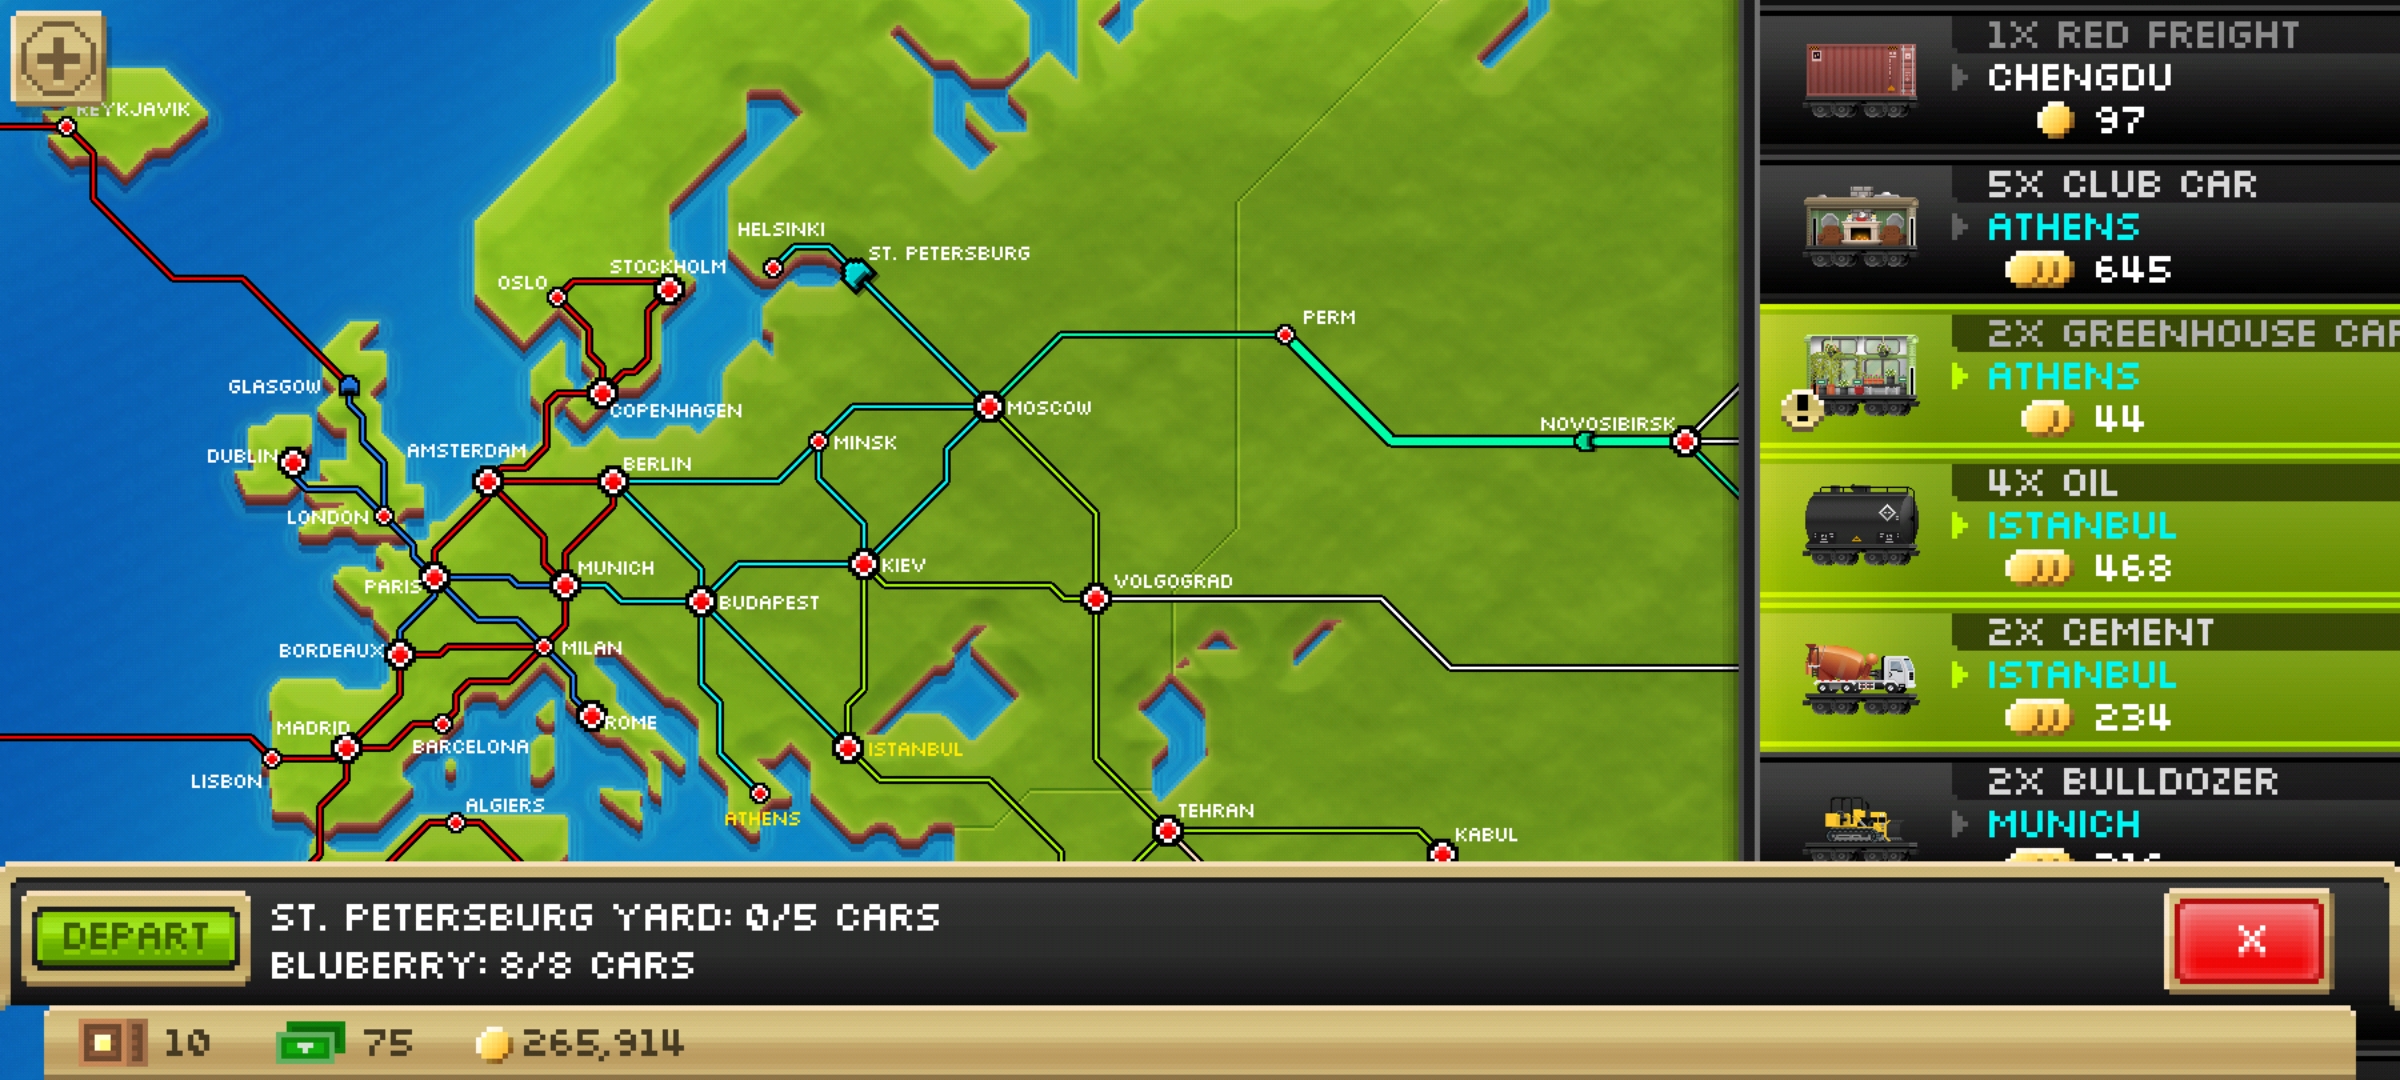 REYKJAVIK
GLASGOW
DUBLIN
LONDON
OSLO
STOCKHOLM
COPENHAGEN
AMSTERDAM
BERLIN
HELSINKI
ST. PETERSBURG
MOSCOW
MINSK
PERM
NOVOSIBIRSK
PARIS
MUNICH
BUDAPEST
KIEV
VOLGOGRAD
BORDEAUX
MILAN
ROME
MADRID
BARCELONA
LISBON
ALGIERS
ISTANBUL
ATHENS
TEHRAN
KABUL
1X RED FREIGHT
CHENGDU
97
5X CLUB CAR
ATHENS
645
2X GREENHOUSE CAR
ATHENS
44
4X OIL
ISTANBUL
468
2X CEMENT
ISTANBUL
234
2X BULLDOZER
MUNICH
DEPART
ST. PETERSBURG YARD: 0/5 CARS
BLUBERRY: 8/8 CARS
X
10
75
265,914